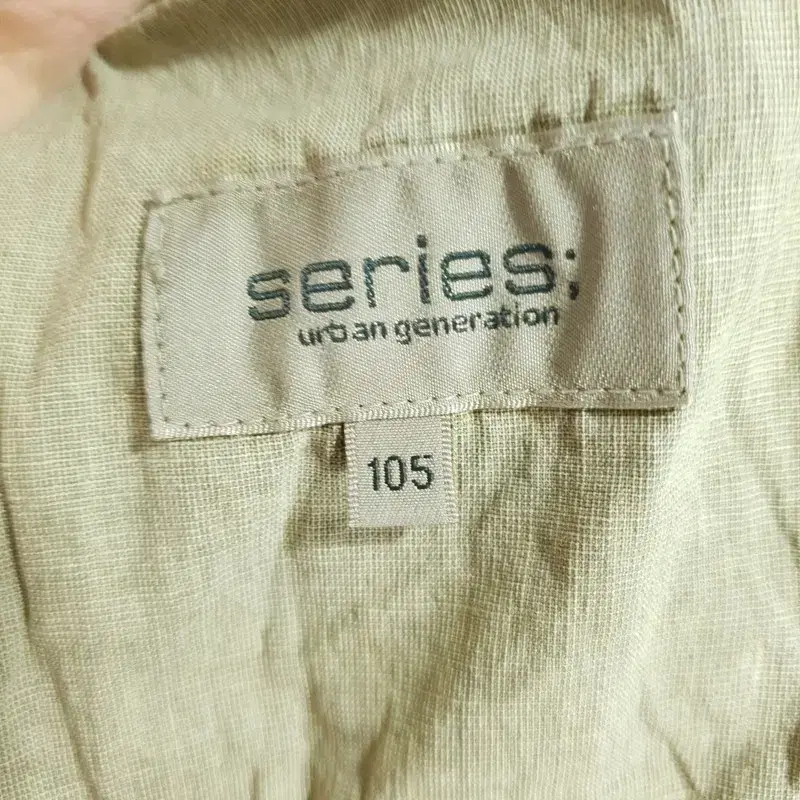 series;
urban generation
105